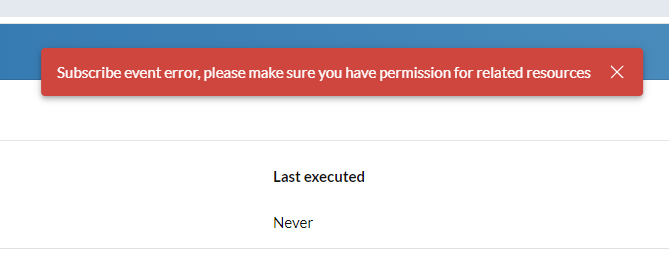 Subscribe event error, please make sure you have permission for related resources
Last executed
Never